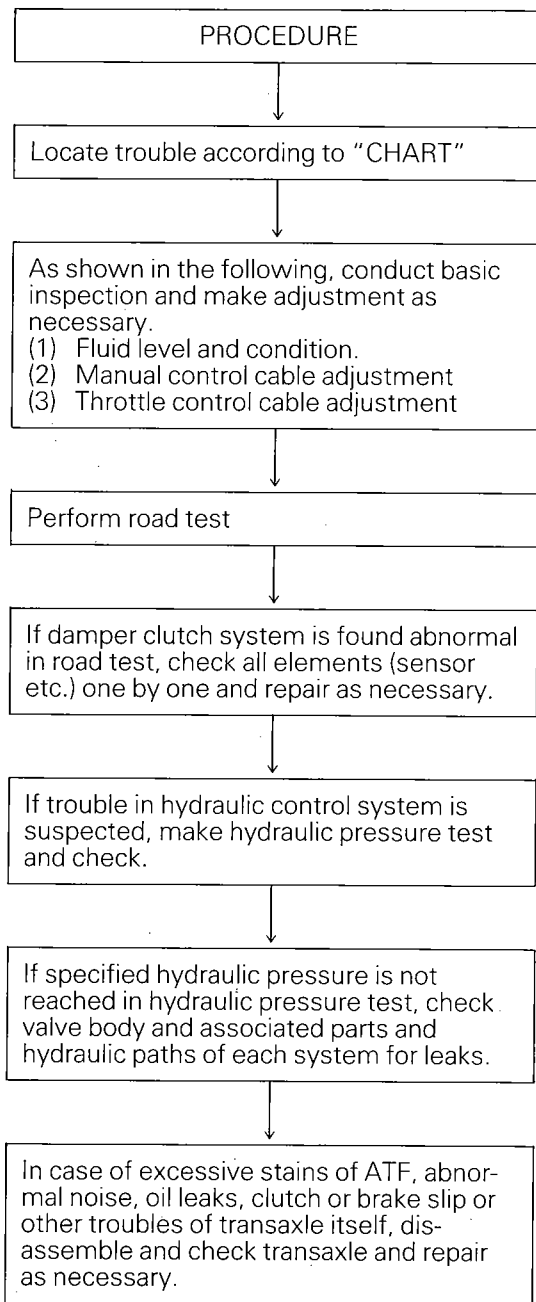 PROCEDURE
Locate trouble according to “CHART”
As shown in the following, conduct basic
inspection and make adjustment as
necessary.
(1) Fluid level and condition.
(2) Manual control cable adjustment
(3) Throttle control cable adjustment
Perform road test
If damper clutch system is found abnormal
in road test, check all elements (sensor
etc.) one by one and repair as necessary.
If trouble in hydraulic control system is
suspected, make hydraulic pressure test
and check.
If specified hydraulic pressure is not
reached in hydraulic pressure test, check
valve body and associated parts and
hydraulic paths of each system for leaks.
In case of excessive stains of ATF, abnor-
mal noise, oil leaks, clutch or brake slip or
other troubles of transaxle itself, dis-
assemble and check transaxle and repair
as necessary.